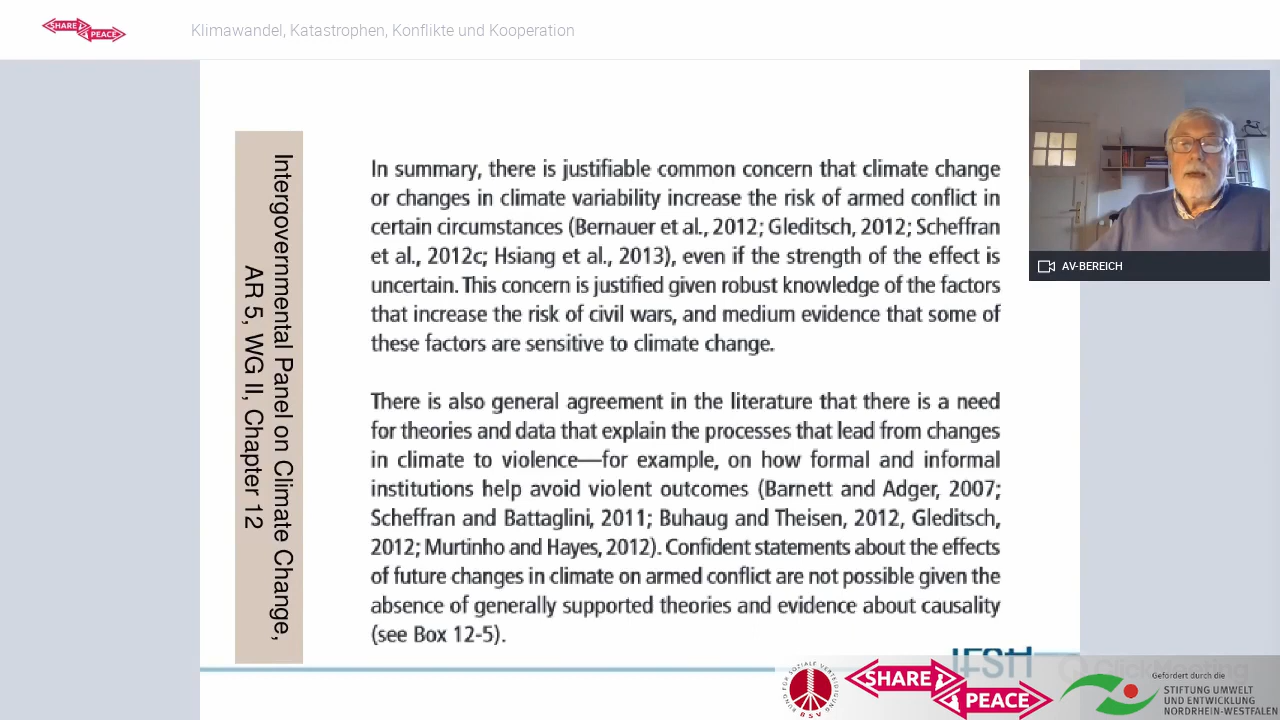 SHARE
PEACE
Klimawandel, Katastrophen, Konflikte und Kooperation
Intergovernmental Panel on Climate Change,
AR 5, WG II, Chapter 12
In summary, there is justifiable common concern that climate change
or changes in climate variability increase the risk of armed conflict in
certain circumstances (Bernauer et al., 2012; Gleditsch, 2012; Scheffran
et al., 2012c; Hsiang et al., 2013), even if the strength of the effect is
uncertain. This concern is justified given robust knowledge of the factors
that increase the risk of civil wars, and medium evidence that some of
these factors are sensitive to climate change.
There is also general agreement in the literature that there is a need
for theories and data that explain the processes that lead from changes
in climate to violence—for example, on how formal and informal
institutions help avoid violent outcomes (Barnett and Adger, 2007;
Scheffran and Battaglini, 2011; Buhaug and Theisen, 2012, Gleditsch,
2012; Murtinho and Hayes, 2012). Confident statements about the effects
of future changes in climate on armed conflict are not possible given the
absence of generally supported theories and evidence about causality
(see Box 12-5).
AV-BEREICH
IFSH
ClickMeeting
BUND FÜR SOZIALE VERTEIDIGUNG
BSV
SHARE
PEACE
Gefördert durch die
STIFTUNG UMWELT
UND ENTWICKLUNG
NORDRHEIN-WESTFALEN